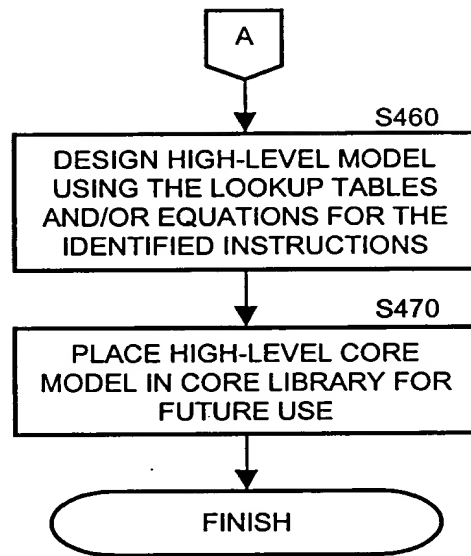 A
S460
DESIGN HIGH-LEVEL MODEL
USING THE LOOKUP TABLES
AND/OR EQUATIONS FOR THE
IDENTIFIED INSTRUCTIONS
S470
PLACE HIGH-LEVEL CORE
MODEL IN CORE LIBRARY FOR
FUTURE USE
FINISH